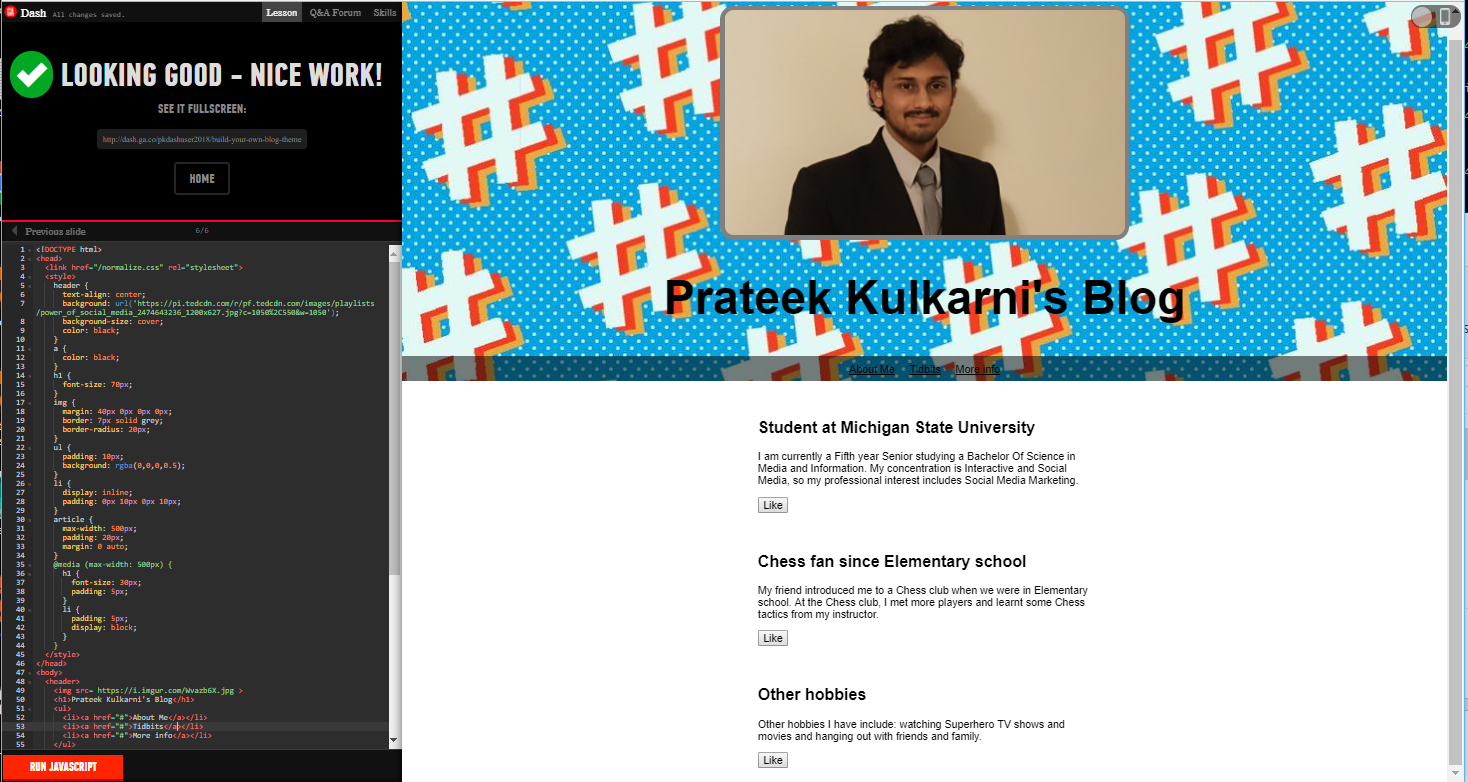 Dash All changes saved. Lesson Q&A Forum Skills
LOOKING GOOD - NICE WORK!
SEE IT FULLSCREEN:
http://dash.ga.co/pkdashuser2018/build-your-own-blog-theme
HOME
Previous slide 6/6
1 <!DOCTYPE html>
2 <head>
3 <link href="/normalize.css" rel="stylesheet">
4 <style>
5 header {
6 text-align: center;
7 background: url('https://pi.tedcdn.com/r/pf.tedcdn.com/images/playlists
/power_of_social_media_2474643236_1200x627.jpg?c=1050%2C550&w=1050');
8 background-size: cover;
9 color: black;
10 }
11 a {
12 color: black;
13 }
14 h1 {
15 font-size: 70px;
16 }
17 img {
18 margin: 40px 0px 0px 0px;
19 border: 7px solid grey;
20 border-radius: 20px;
21 }
22 ul {
23 padding: 10px;
24 background: rgba(0,0,0,0.5);
25 }
26 li {
27 display: inline;
28 padding: 0px 10px 0px 10px;
29 }
30 article {
31 max-width: 500px;
32 padding: 20px;
33 margin: 0 auto;
34 }
35 @media (max-width: 500px) {
36 h1 {
37 font-size: 30px;
38 padding: 5px;
39 }
40 li {
41 padding: 5px;
42 display: block;
43 }
44 }
45 </style>
46 </head>
47 <body>
48 <header>
49 <img src= https://i.imgur.com/Wvazb6X.jpg >
50 <h1>Prateek Kulkarni's Blog</h1>
51 <ul>
52 <li><a href="#">About Me</a></li>
53 <li><a href="#">Tidbits</a></li>
54 <li><a href="#">More info</a></li>
55 </ul>
RUN JAVASCRIPT
Prateek Kulkarni's Blog
About Me Tidbits More info
Student at Michigan State University
I am currently a Fifth year Senior studying a Bachelor Of Science in
Media and Information. My concentration is Interactive and Social
Media, so my professional interest includes Social Media Marketing.
Like
Chess fan since Elementary school
My friend introduced me to a Chess club when we were in Elementary
school. At the Chess club, I met more players and learnt some Chess
tactics from my instructor.
Like
Other hobbies
Other hobbies I have include: watching Superhero TV shows and
movies and hanging out with friends and family.
Like